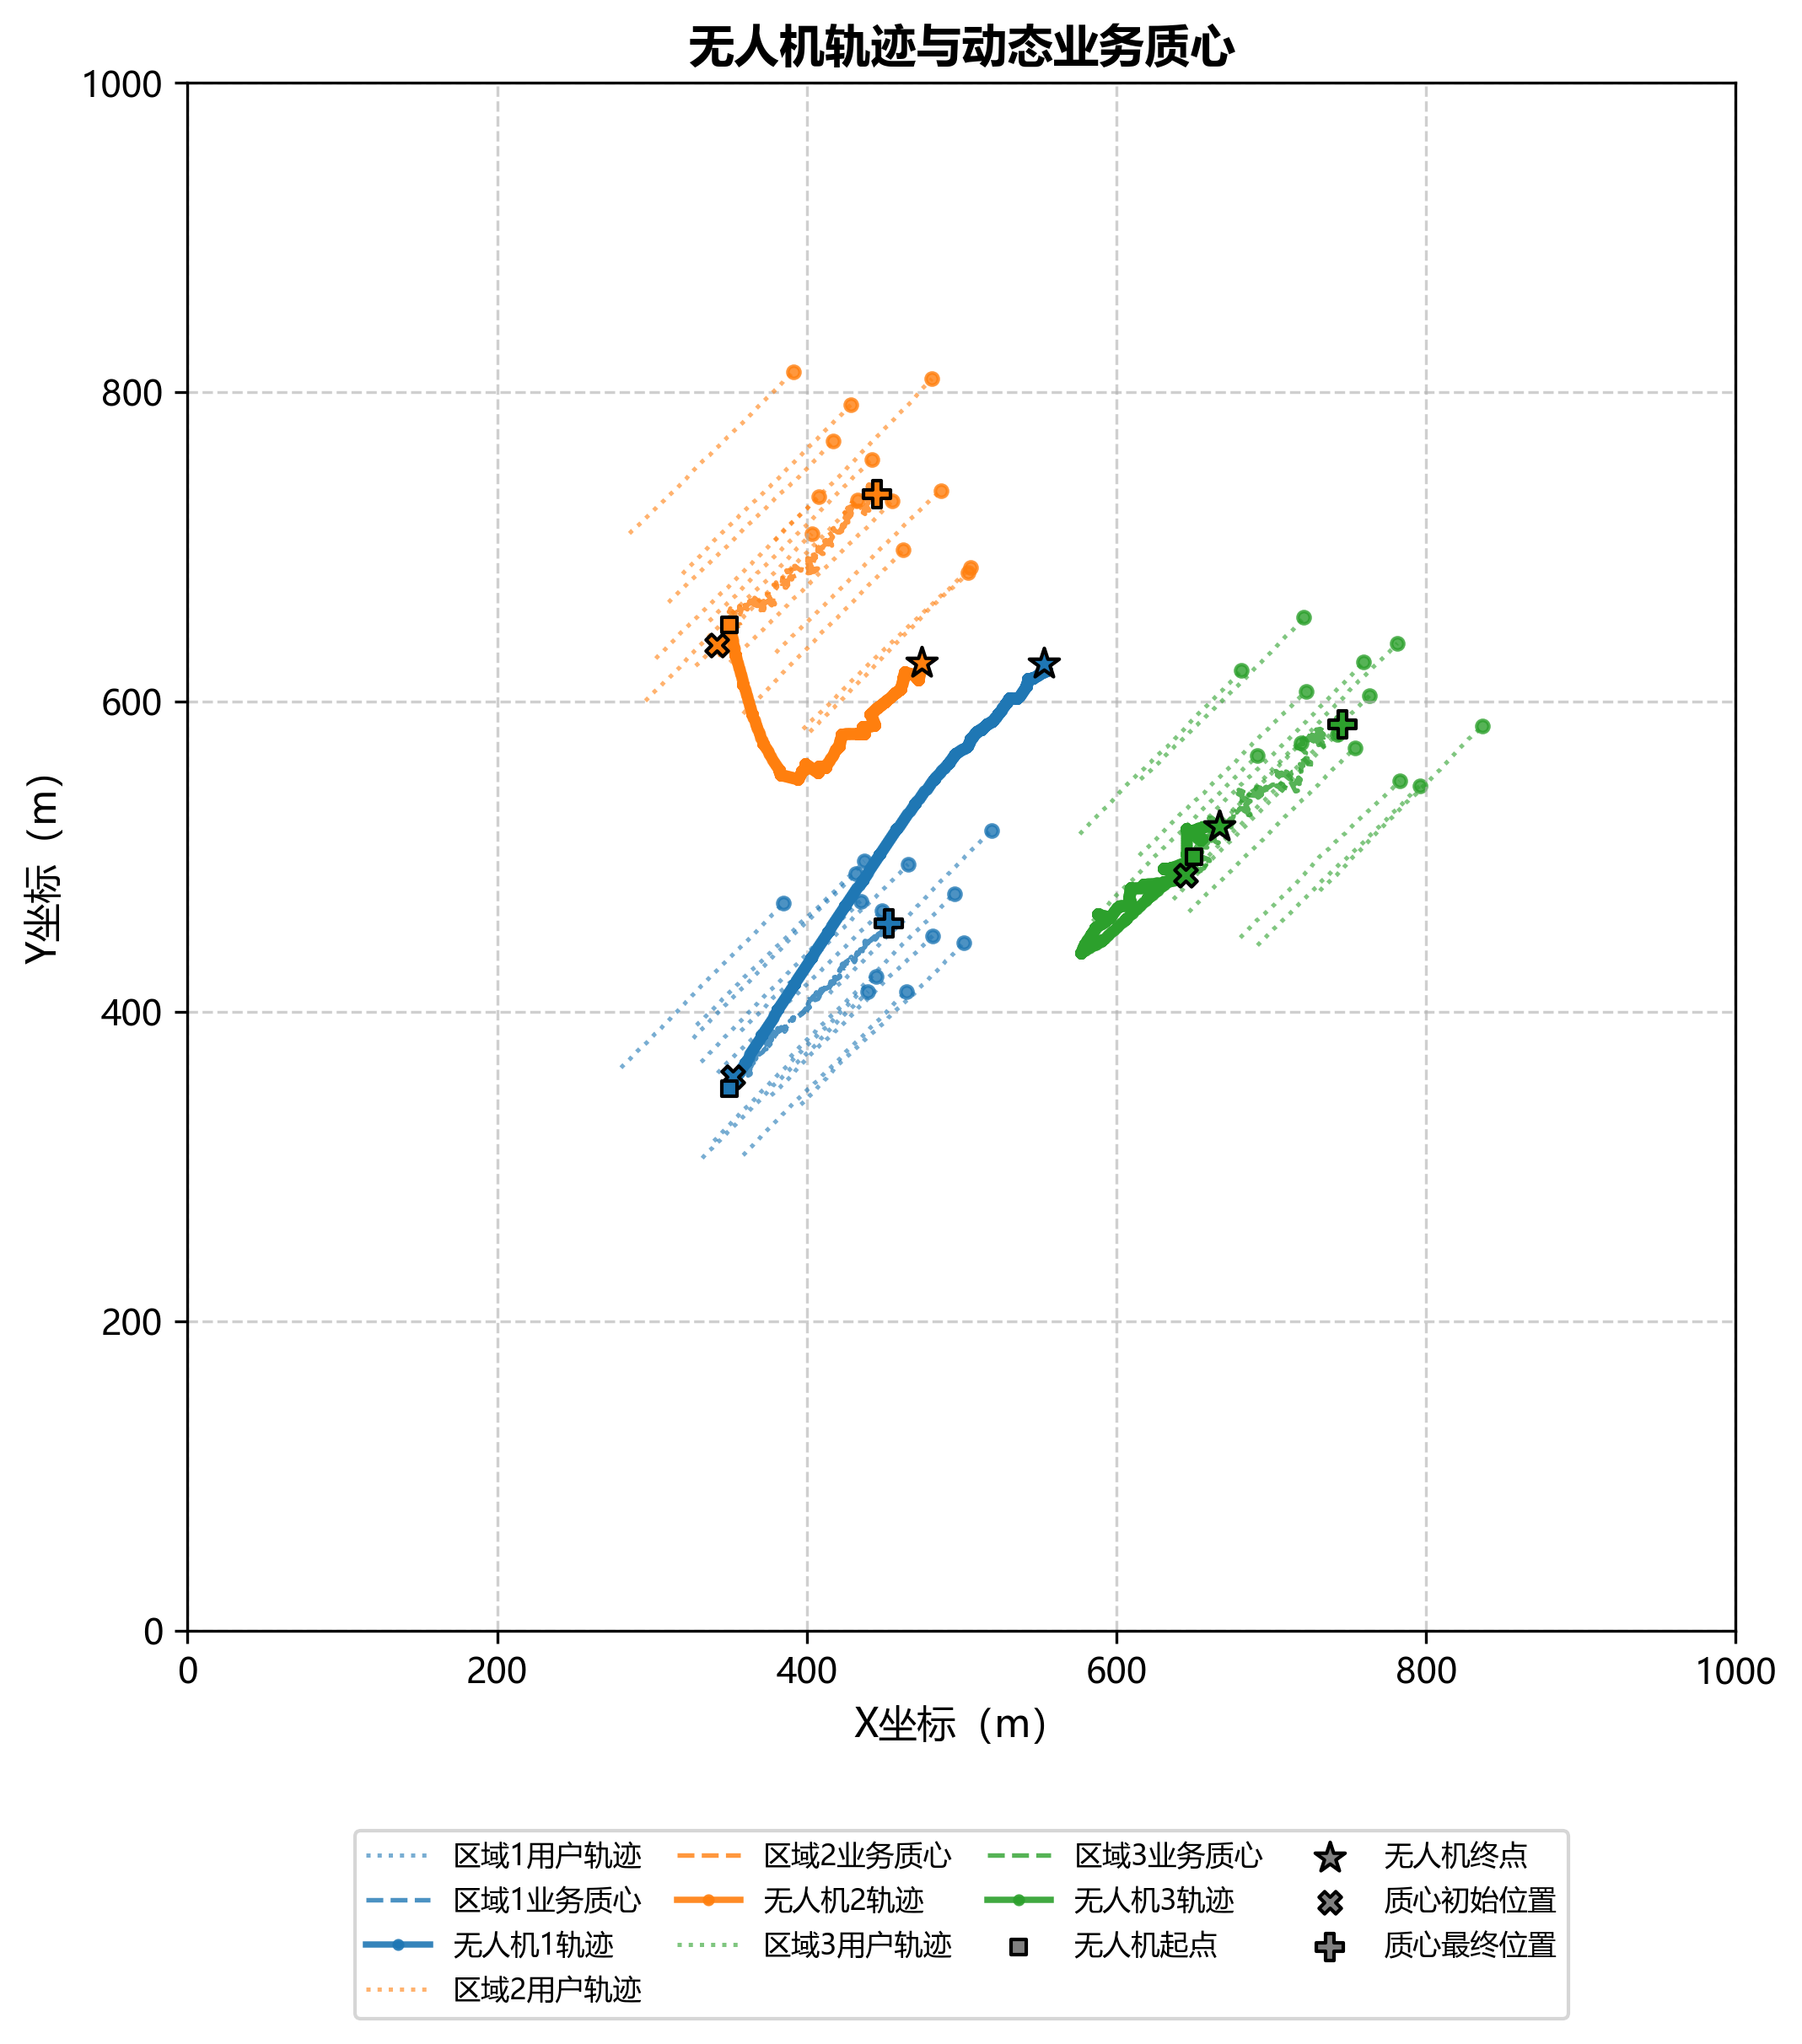 无人机轨迹与动态业务质心
1000
800
600
400
200
0
Y坐标（m）
0 200 400 600 800 1000
X坐标（m）
区域1用户轨迹 区域2业务质心 区域3业务质心 无人机终点
区域1业务质心 无人机2轨迹 无人机3轨迹 质心初始位置
无人机1轨迹 区域3用户轨迹 无人机起点 质心最终位置
区域2用户轨迹